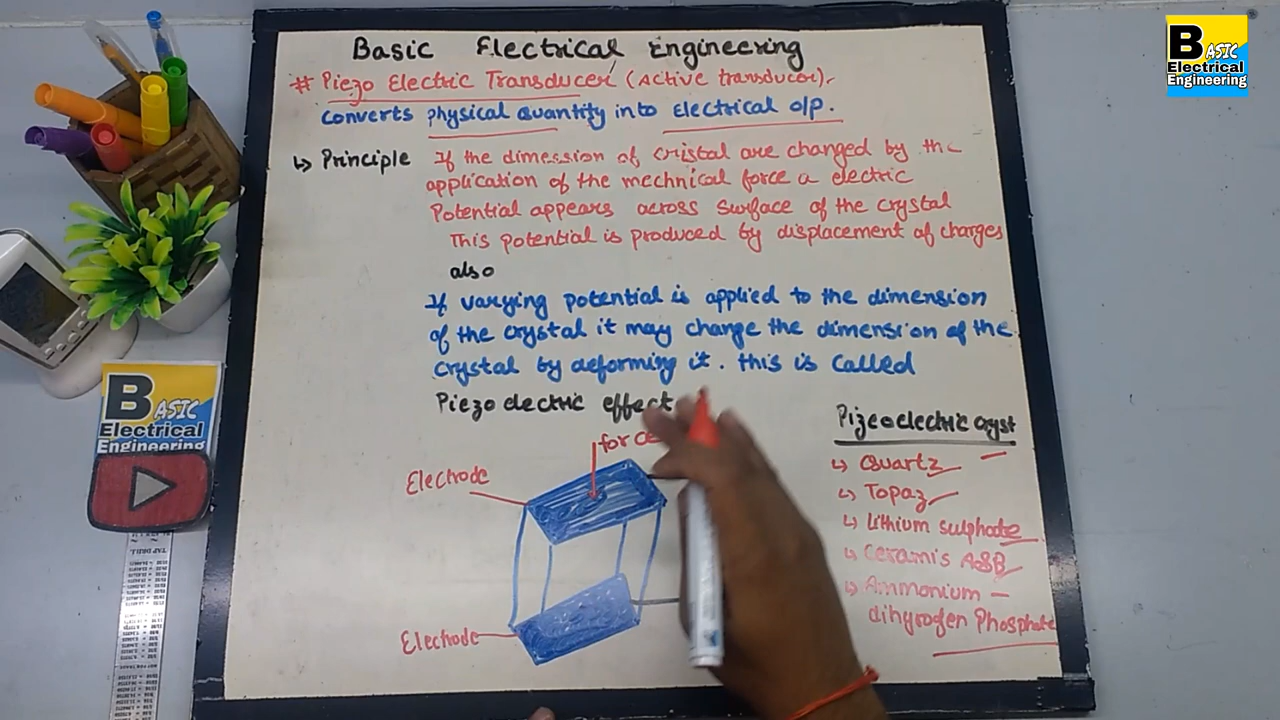 Basic Electrical Engineering
# Piezo Electric Transducer (Active transducer).
converts physical Quantity into Electrical o/p.
↳ Principle If the dimession of cristal are changed by the
application of the mechnical force a electric
Potential appears across surface of the crystal
This potential is produced by displacement of charges
also
If varying potential is applied to the dimension
of the crystal it may change the dimension of the
crystal by deforming it. this is called
Piezo electric effect
Electrode
Electrode
Pizeoelectric cryst
↳ Quartz
↳ Topaz
↳ Lithium sulphate
↳ Ceramis A&B
↳ Ammonium
dihyrogen Phosphate
BASIC
Electrical
Engineering
BASIC
Electrical
Engineering
TAP DRILL